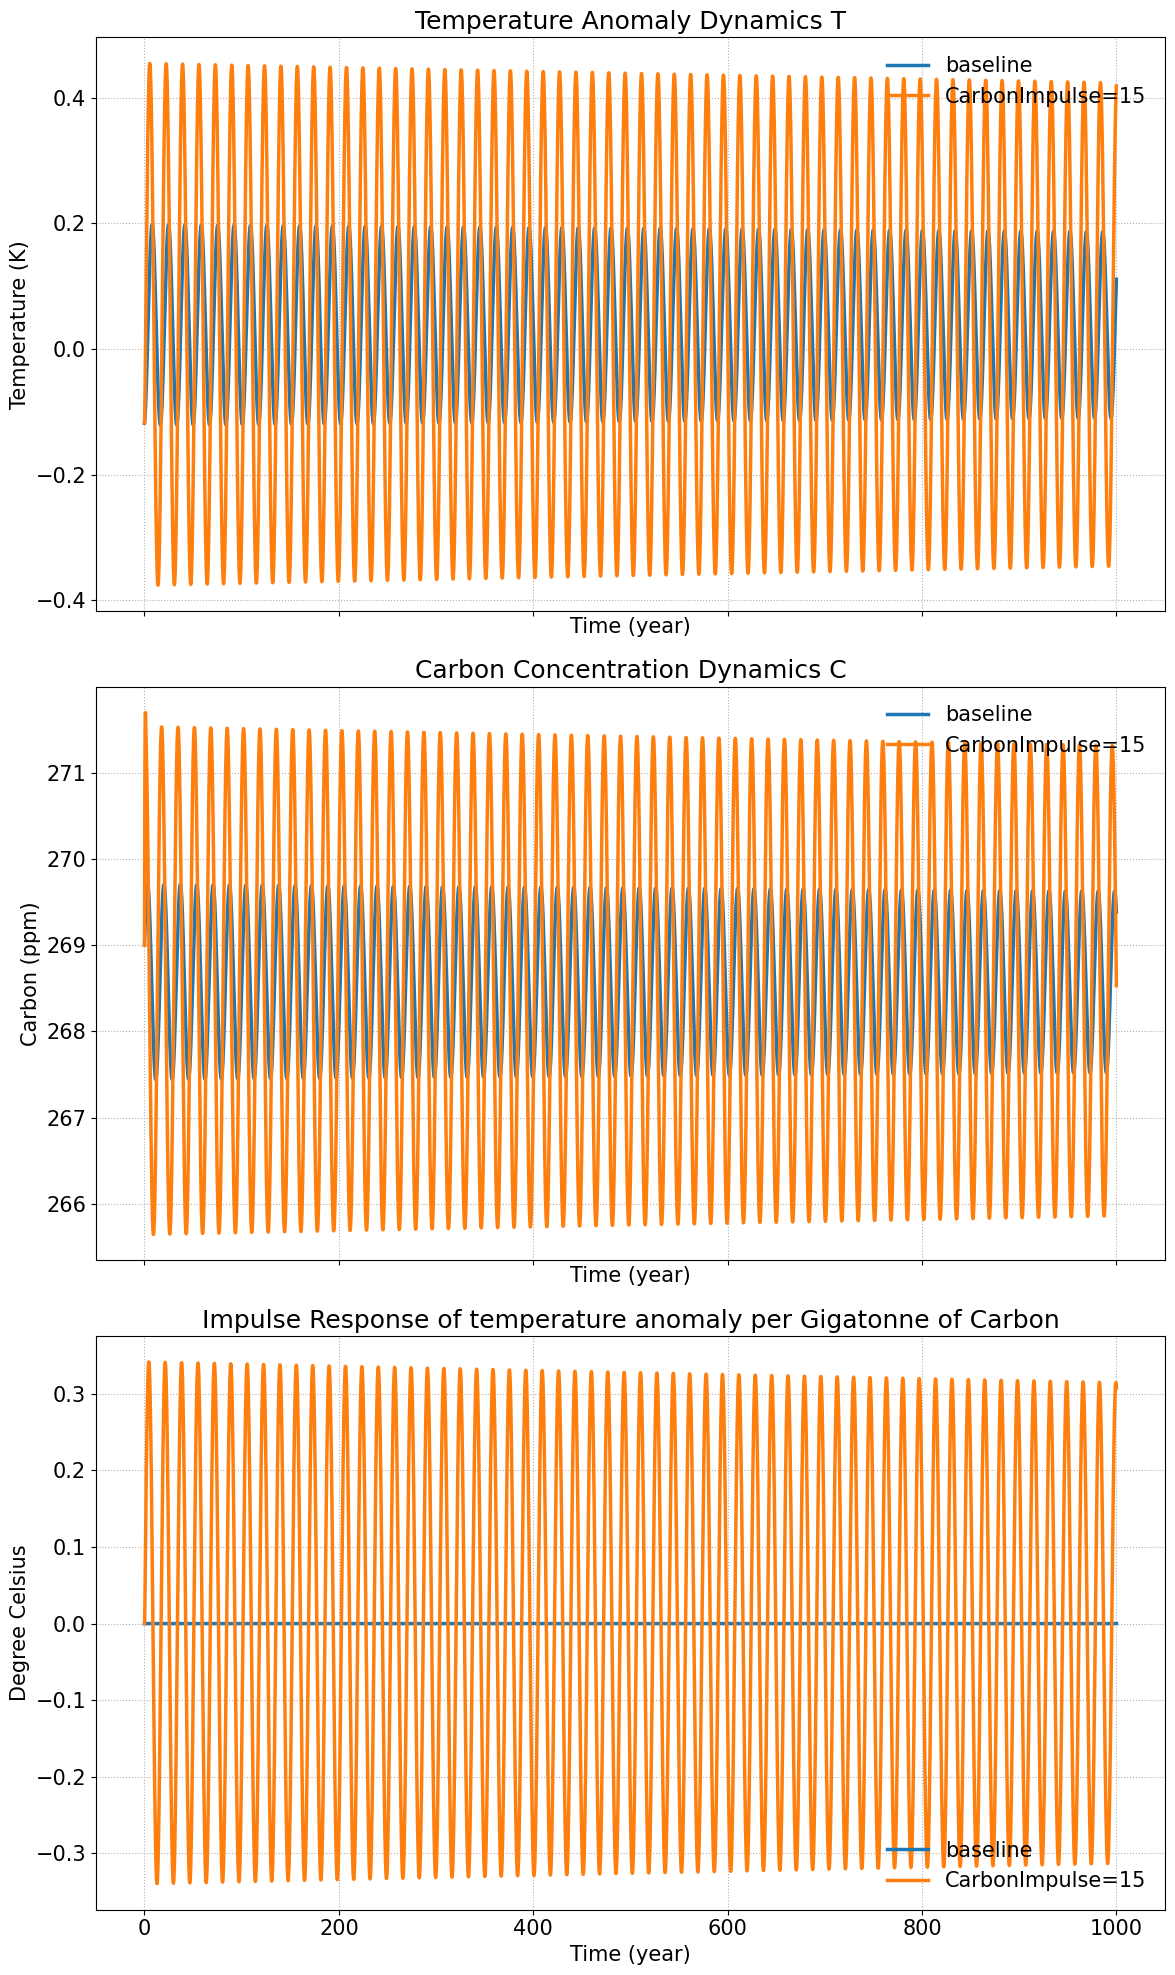 Temperature Anomaly Dynamics T
baseline
CarbonImpulse=15
Temperature (K)
0.4
0.2
0.0
−0.2
−0.4
Time (year)
Carbon Concentration Dynamics C
baseline
CarbonImpulse=15
Carbon (ppm)
271
270
269
268
267
266
Time (year)
Impulse Response of temperature anomaly per Gigatonne of Carbon
Degree Celsius
0.3
0.2
0.1
0.0
−0.1
−0.2
−0.3
baseline
CarbonImpulse=15
0 200 400 600 800 1000
Time (year)